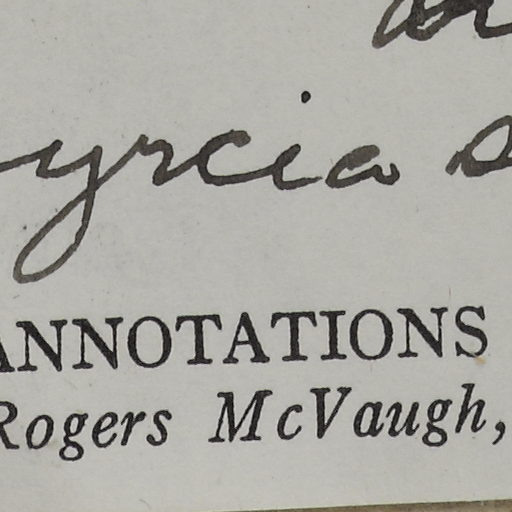 yrcia s
ANNOTATIONS
Rogers McVaugh,